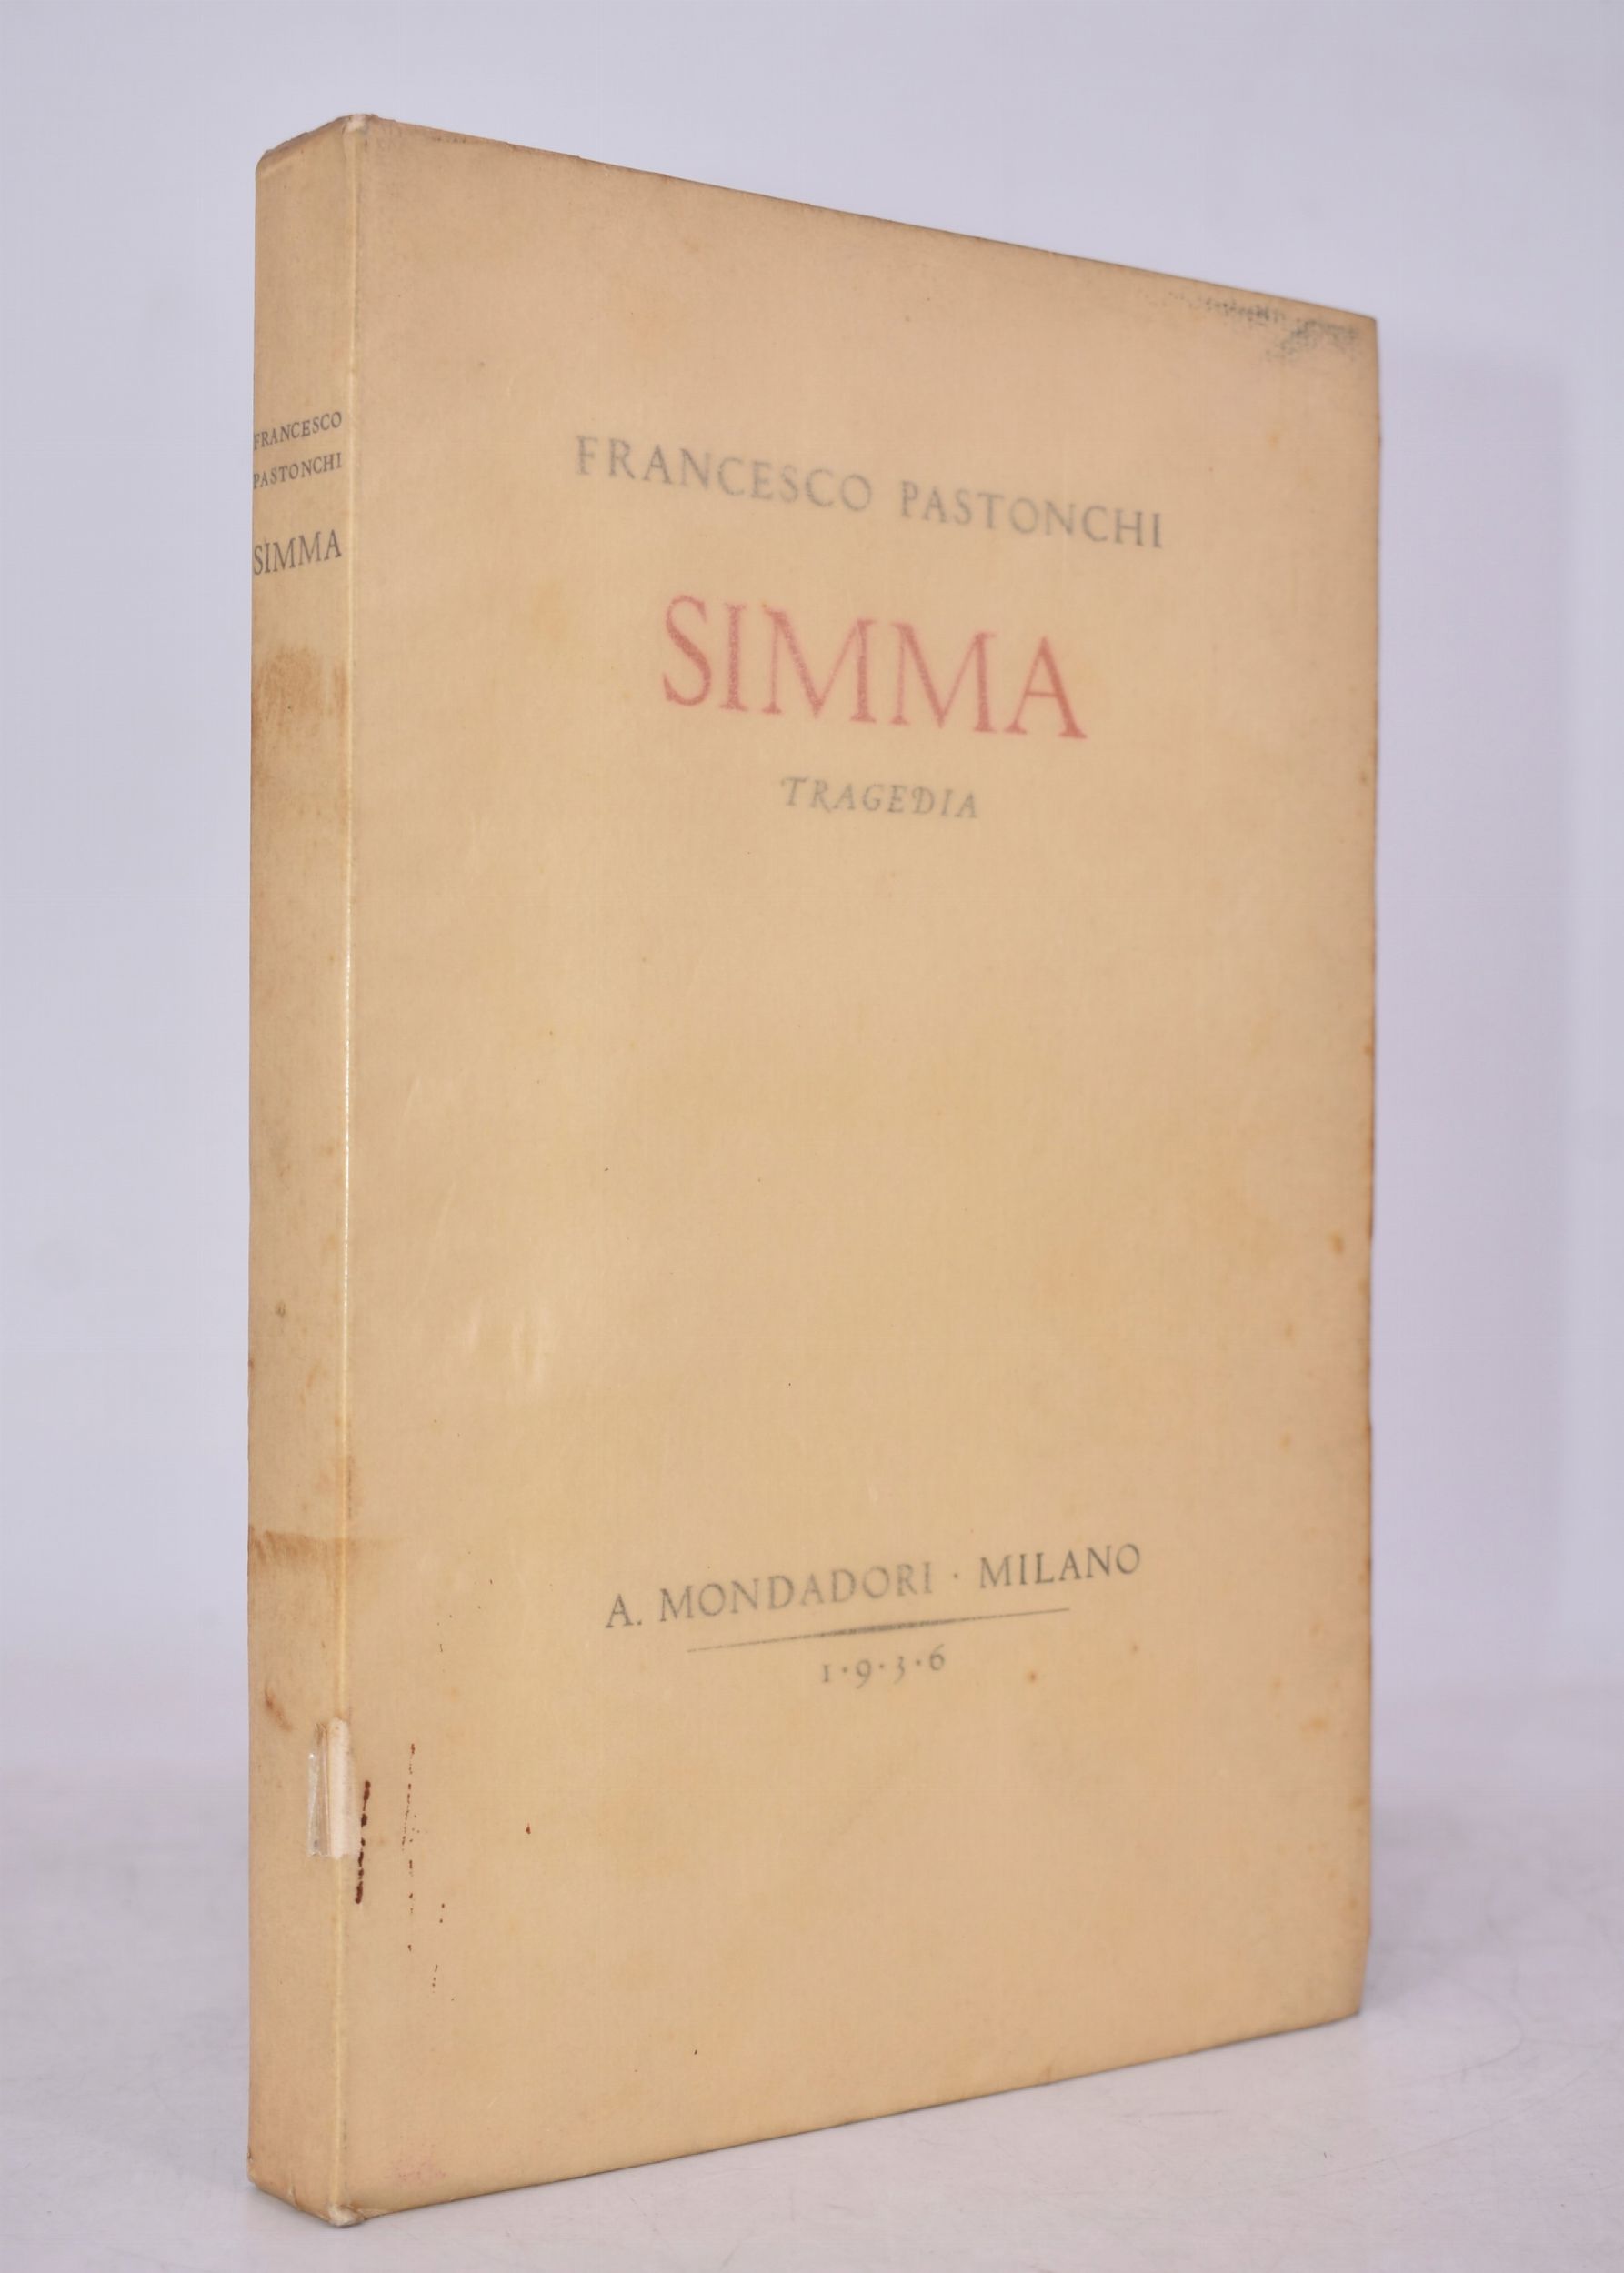 FRANCESCO
PASTONCHI
SIMMA
FRANCESCO PASTONCHI
SIMMA
TRAGEDIA
A. MONDADORI · MILANO
1·9·3·6